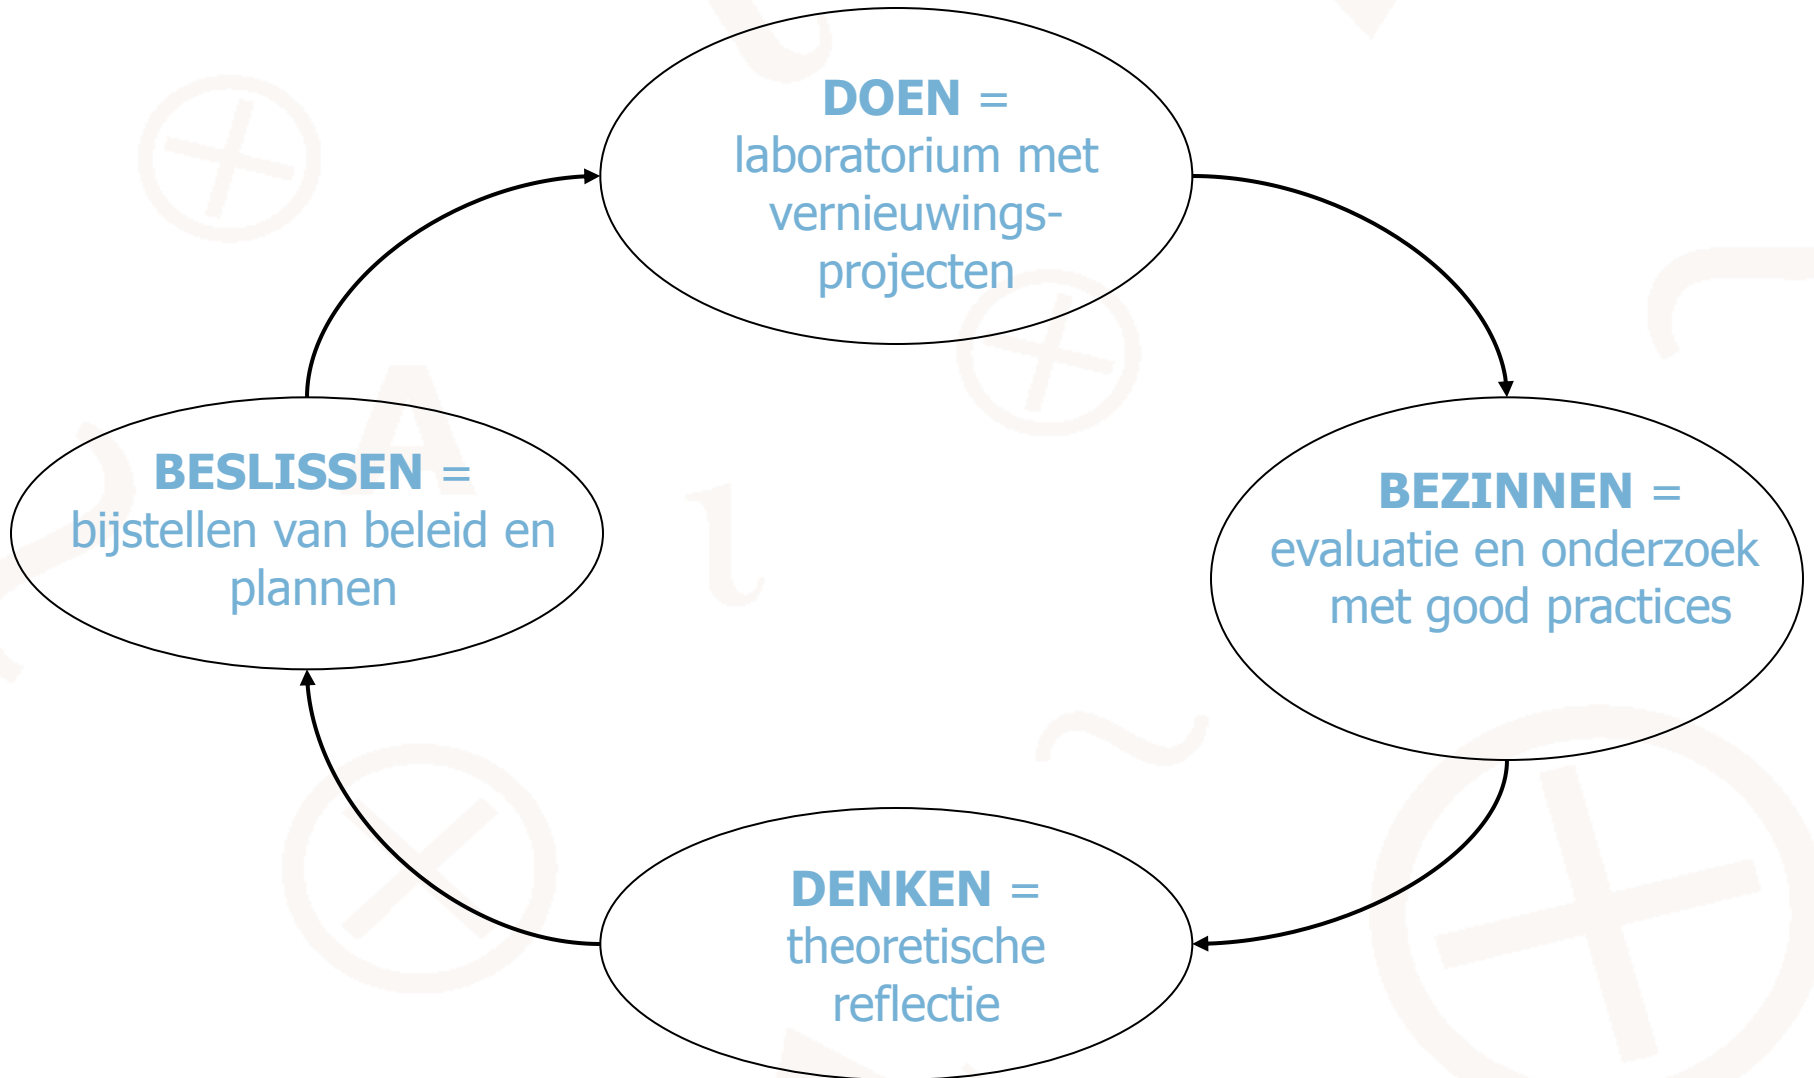 DOEN =
laboratorium met
vernieuwings-
projecten
BESLISSEN =
bijstellen van beleid en
plannen
BEZINNEN =
evaluatie en onderzoek
met good practices
DENKEN =
theoretische
reflectie